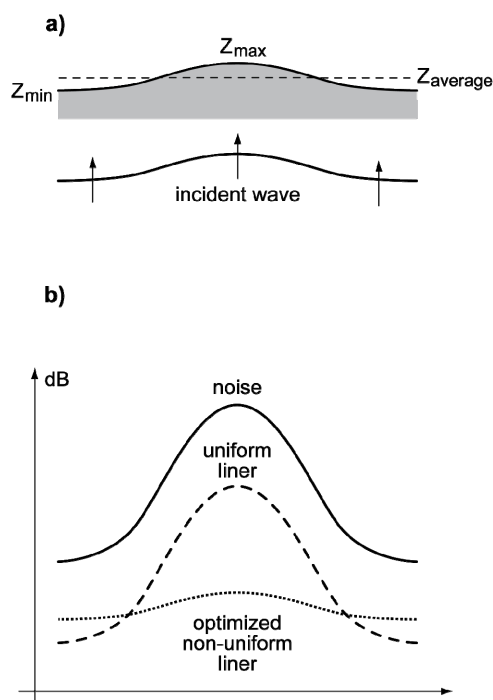 a)
Zmax
Zaverage
Zmin
incident wave
b)
dB
noise
uniform
liner
optimized
non-uniform
liner